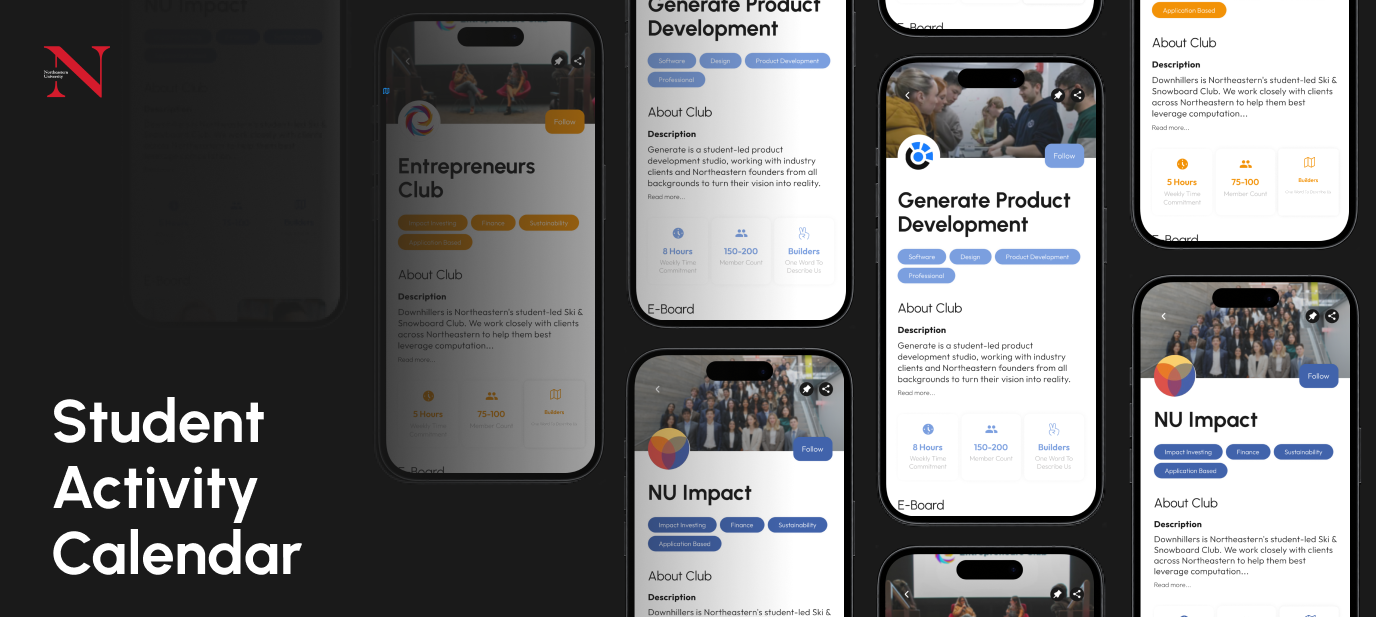 Northeastern
University
N
Student
Activity
Calendar
NU Impact
Follow
Entrepreneurs
Club
Impact Investing
Finance
Sustainability
Application Based
About Club
Description
Downhillers is Northeastern's student-led Ski &
Snowboard Club. We work closely with clients
across Northeastern to help them best
leverage computation...
Read more...
5 Hours
75-100
Builders
Weekly Time
Member Count
Commitment
E-Board
Generate Product
Development
Software
Design
Product Development
Professional
About Club
Description
Generate is a student-led product
development studio, working with industry
clients and Northeastern founders from all
backgrounds to turn their vision into reality.
Read more...
8 Hours
150-200
Builders
Weekly Time
Member Count
One Word To
Commitment
Describe Us
E-Board
Follow
NU Impact
Impact Investing
Finance
Sustainability
Application Based
About Club
Description
Downhillers is Northeastern's student-led Ski &
E-Board
Follow
Generate Product
Development
Software
Design
Product Development
Professional
About Club
Description
Generate is a student-led product
development studio, working with industry
clients and Northeastern founders from all
backgrounds to turn their vision into reality.
Read more...
8 Hours
150-200
Builders
Weekly Time
Member Count
One Word To
Commitment
Describe Us
E-Board
Application Based
About Club
Description
Downhillers is Northeastern's student-led Ski &
Snowboard Club. We work closely with clients
across Northeastern to help them best
leverage computation...
Read more...
5 Hours
75-100
Builders
Weekly Time
Member Count
Commitment
E-Board
Follow
NU Impact
Impact Investing
Finance
Sustainability
Application Based
About Club
Description
Downhillers is Northeastern's student-led Ski &
Snowboard Club. We work closely with clients
across Northeastern to help them best
leverage computation...
Read more...